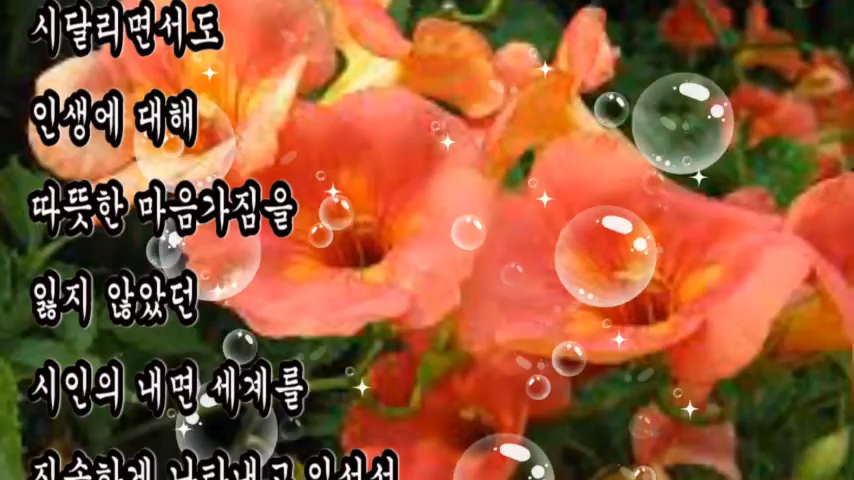 시달리면서도
인생에 대해
따뜻한 마음가짐을
잃지 않았던
시인의 내면 세계를